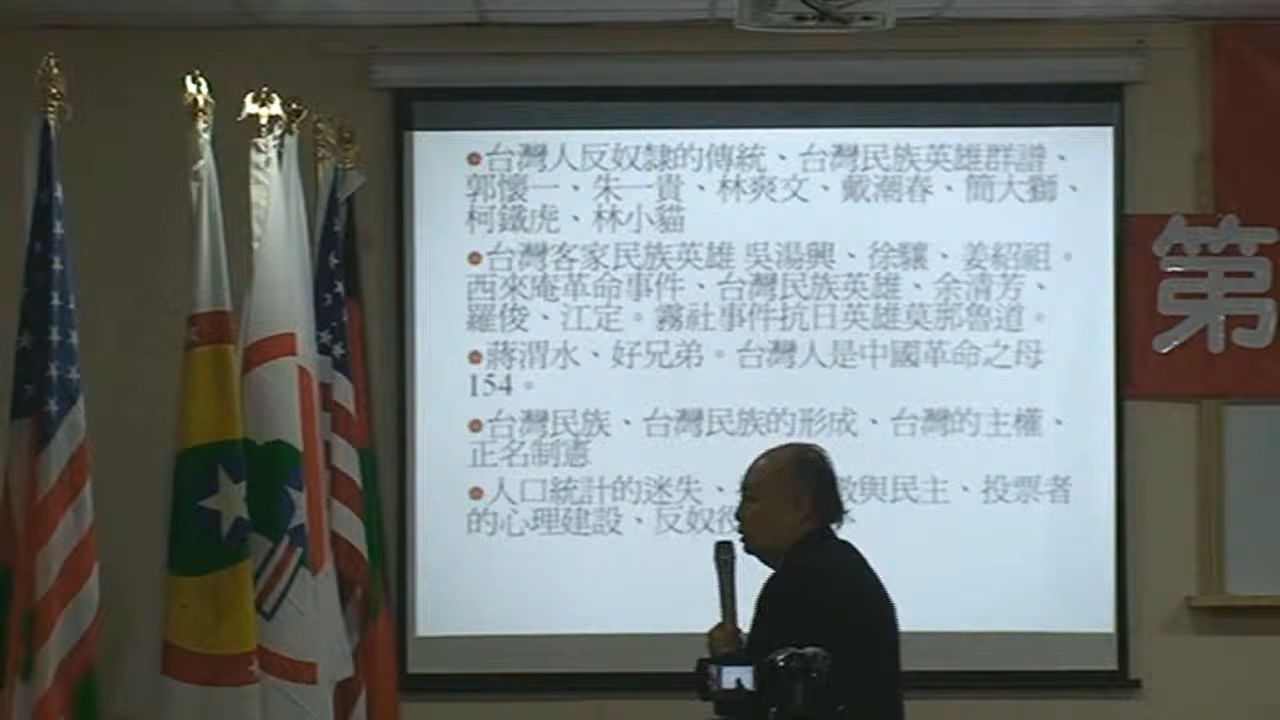 台灣人反奴隸的傳統、台灣民族英雄群譜、
郭懷一、朱一貴、林爽文、戴潮春、簡大獅、
柯鐵虎、林小貓
台灣客家民族英雄 吳湯興、徐驤、姜紹祖。
西來庵革命事件、台灣民族英雄、余清芳、
羅俊、江定。霧社事件抗日英雄莫那魯道。
蔣渭水、好兄弟。台灣人是中國革命之母
154。
台灣民族、台灣民族的形成、台灣的主權、
正名制憲
人口統計的迷失、與民主、投票者
的心理建設、反奴
第